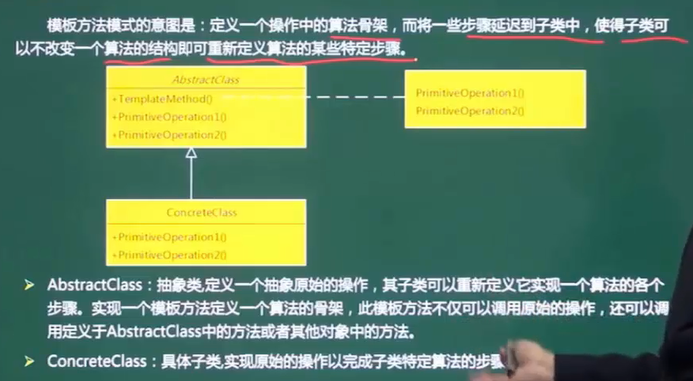 模板方法模式的意图是：定义一个操作中的算法骨架，而将一些步骤延迟到子类中，使得子类可
以不改变一个算法的结构即可重新定义算法的某些特定步骤。
AbstractClass
+TemplateMethod()
+PrimitiveOperation1()
+PrimitiveOperation2()
PrimitiveOperation1()
PrimitiveOperation2()
ConcreteClass
+PrimitiveOperation1()
+PrimitiveOperation2()
AbstractClass：抽象类,定义一个抽象原始的操作，其子类可以重新定义它实现一个算法的各个
步骤。实现一个模板方法定义一个算法的骨架，此模板方法不仅可以调用原始的操作，还可以调
用定义于AbstractClass中的方法或者其他对象中的方法。
ConcreteClass：具体子类,实现原始的操作以完成子类特定算法的步骤